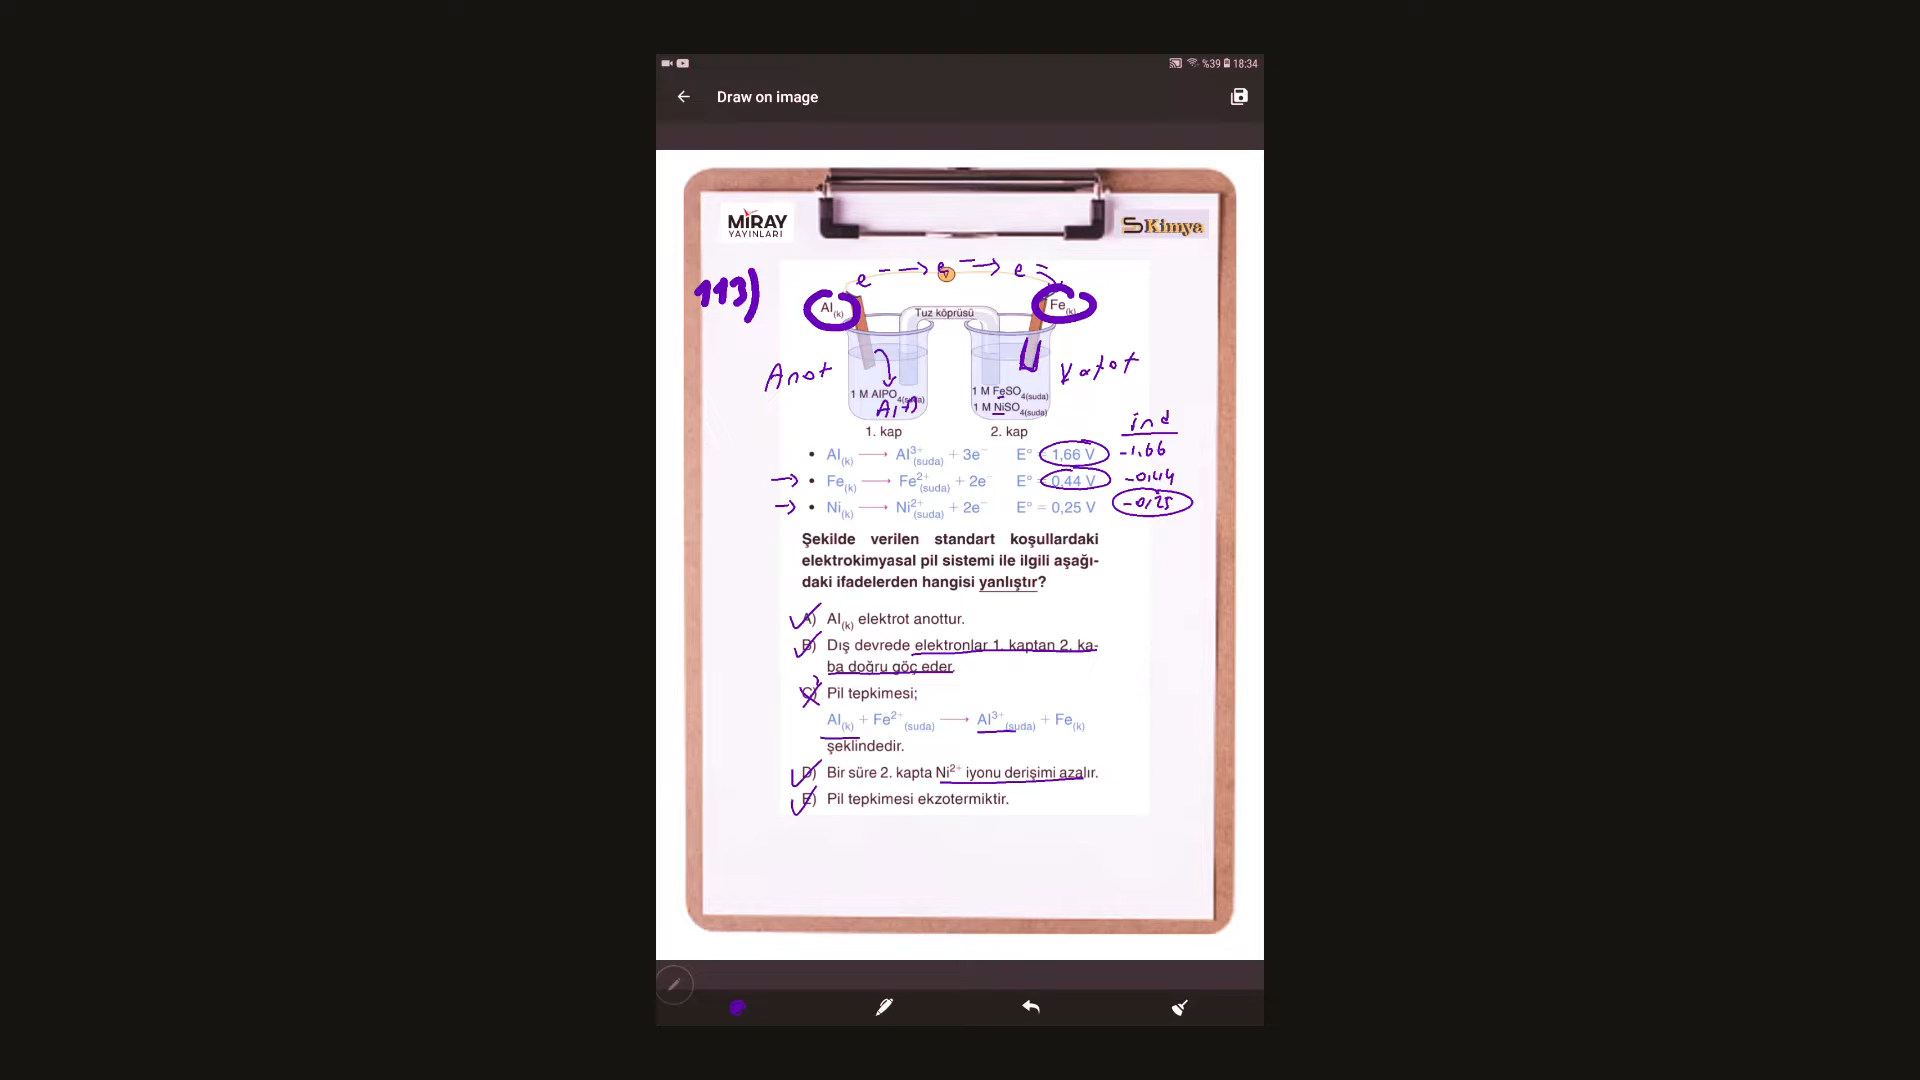 %39 18:34
Draw on image
MİRAY
YAYINLARI
SKimya
113)
e e e
Al(k)
Fe(k)
Tuz köprüsü
Anot
Katot
1 M AlPO4(suda)
Al+3
1 M FeSO4(suda)
1 M NiSO4(suda)
1. kap
2. kap
ind
• Al(k) → Al3+(suda) + 3e− E° = 1,66 V -1,66
• Fe(k) → Fe2+(suda) + 2e− E° = 0,44 V -0,44
• Ni(k) → Ni2+(suda) + 2e− E° = 0,25 V -0,25
Şekilde verilen standart koşullardaki
elektrokimyasal pil sistemi ile ilgili aşağı-
daki ifadelerden hangisi yanlıştır?
A) Al(k) elektrot anottur.
B) Dış devrede elektronlar 1. kaptan 2. ka-
ba doğru göç eder.
C) Pil tepkimesi;
Al(k) + Fe2+(suda) → Al3+(suda) + Fe(k)
şeklindedir.
D) Bir süre 2. kapta Ni2+ iyonu derişimi azalır.
E) Pil tepkimesi ekzotermiktir.